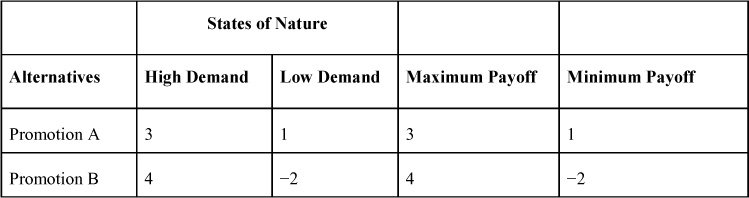 States of Nature
Alternatives High Demand Low Demand Maximum Payoff Minimum Payoff
Promotion A 3 1 3 1
Promotion B 4 −2 4 −2